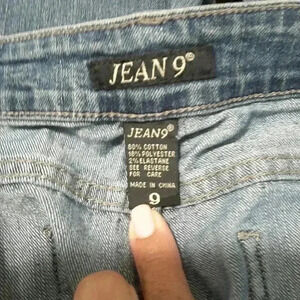 JEAN 9®
JEAN9®
80% COTTON
18% POLYESTER
2% ELASTANE
SEE REVERSE
FOR CARE
MADE IN CHINA
9